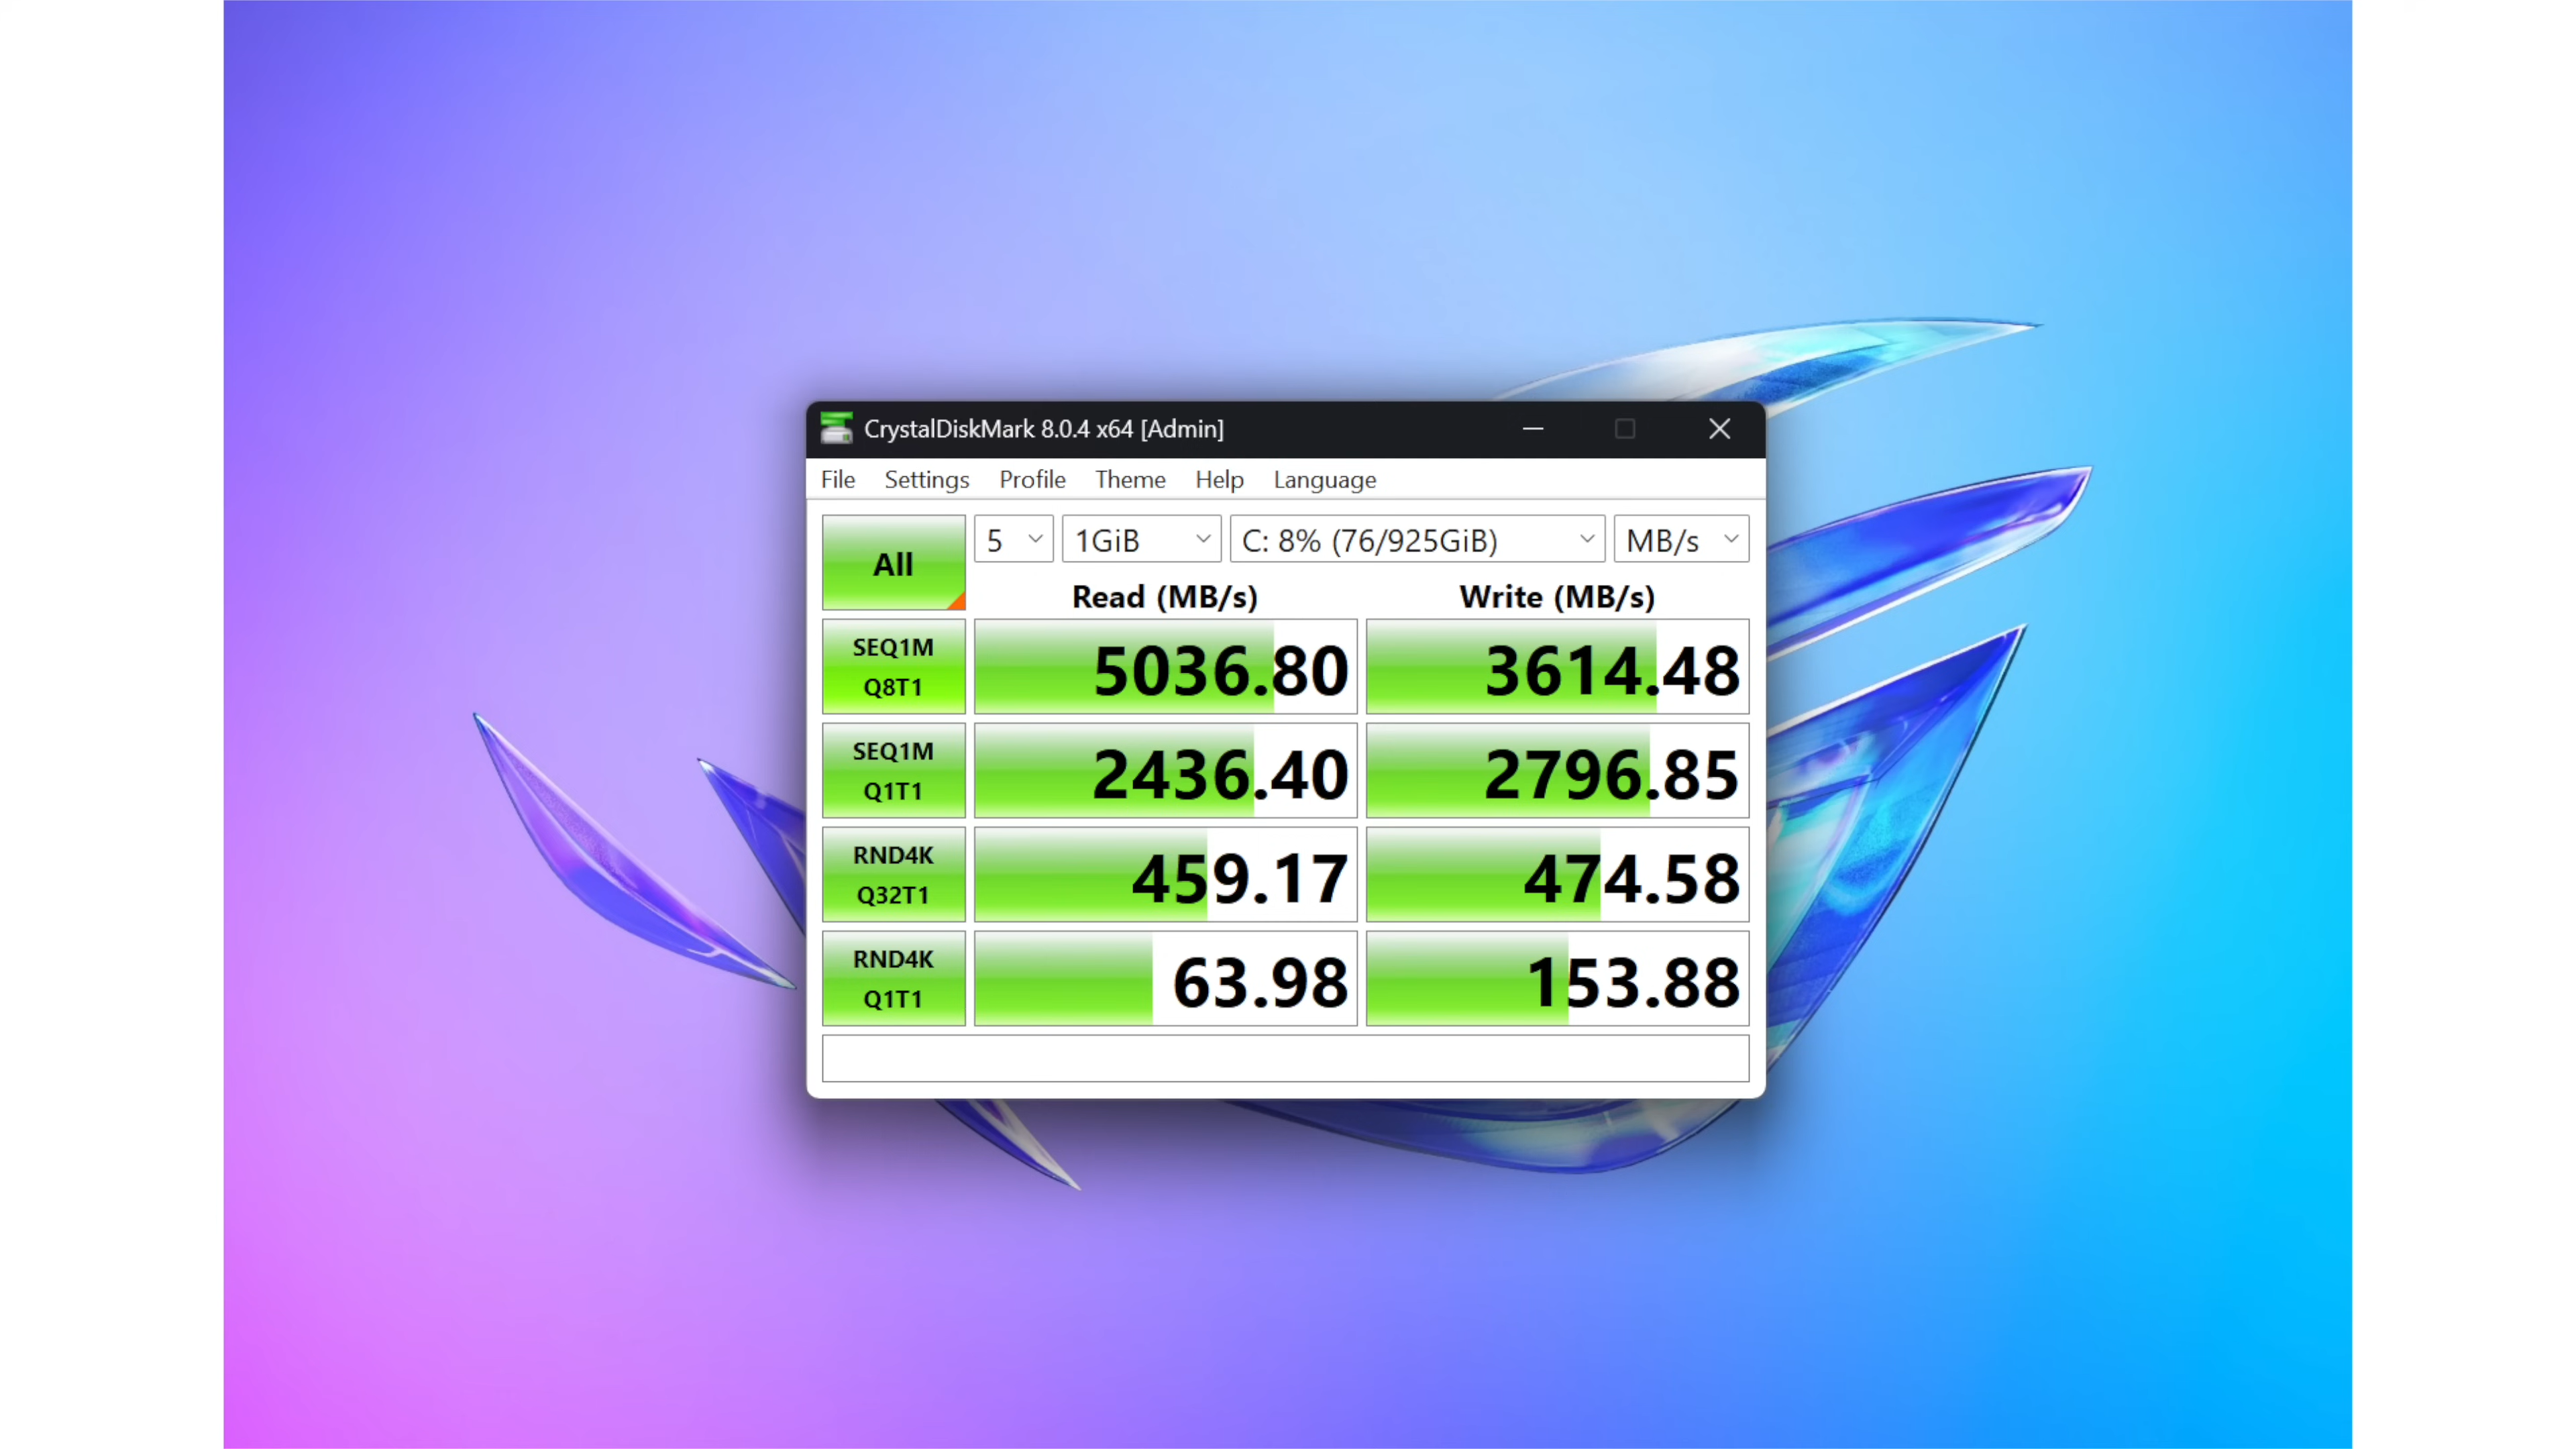 CrystalDiskMark 8.0.4 x64 [Admin]
File Settings Profile Theme Help Language
All 5 1GiB C: 8% (76/925GiB) MB/s
Read (MB/s) Write (MB/s)
SEQ1M
Q8T1 5036.80 3614.48
SEQ1M
Q1T1 2436.40 2796.85
RND4K
Q32T1 459.17 474.58
RND4K
Q1T1 63.98 153.88